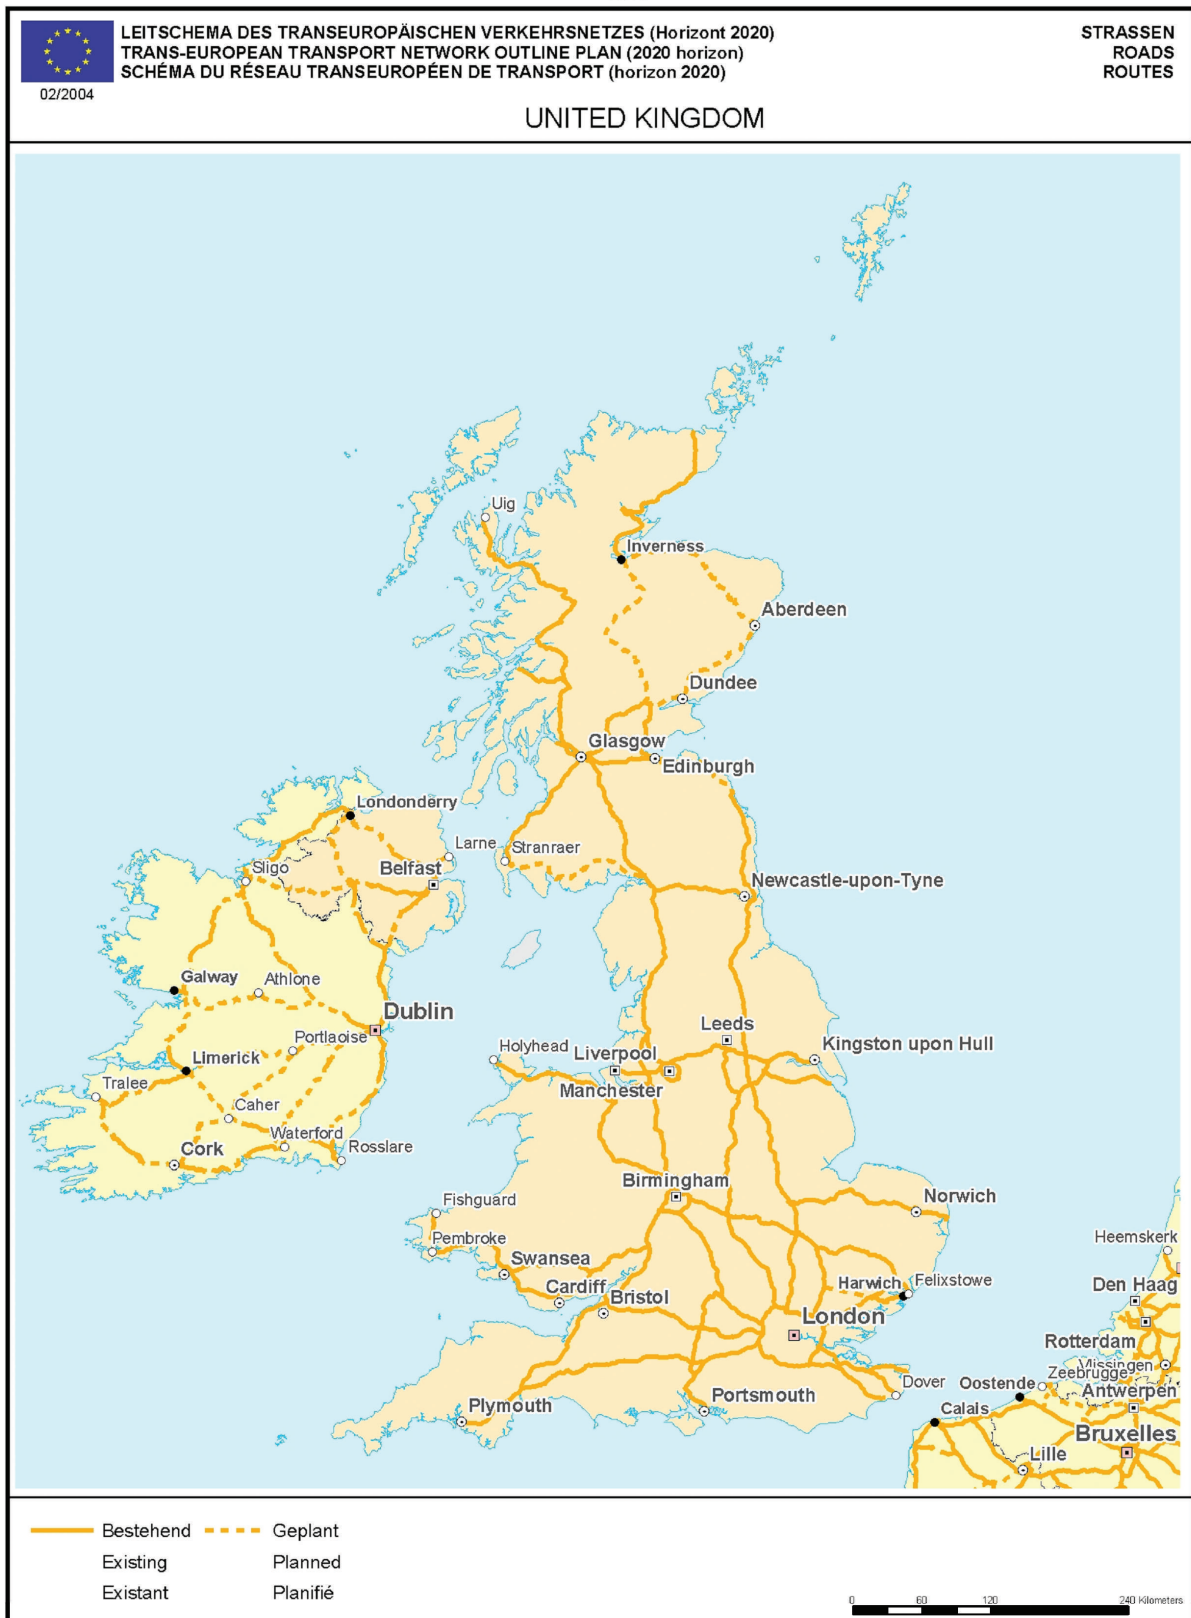 LEITSCHEMA DES TRANSEUROPÄISCHEN VERKEHRSNETZES (Horizont 2020)
TRANS-EUROPEAN TRANSPORT NETWORK OUTLINE PLAN (2020 horizon)
SCHÉMA DU RÉSEAU TRANSEUROPÉEN DE TRANSPORT (horizon 2020)
STRASSEN
ROADS
ROUTES
02/2004
UNITED KINGDOM
Uig
Inverness
Aberdeen
Dundee
Glasgow
Edinburgh
Londonderry
Larne
Stranraer
Sligo
Belfast
Newcastle-upon-Tyne
Galway
Athlone
Dublin
Leeds
Portlaoise
Holyhead
Liverpool
Kingston upon Hull
Limerick
Manchester
Tralee
Caher
Waterford
Cork
Rosslare
Birmingham
Norwich
Fishguard
Pembroke
Heemskerk
Swansea
Cardiff
Bristol
Harwich
Felixstowe
Den Haag
London
Rotterdam
Vlissingen
Zeebrugge
Dover
Oostende
Antwerpen
Plymouth
Portsmouth
Calais
Bruxelles
Lille
Bestehend
Geplant
Existing
Planned
Existant
Planifié
0 60 120 240 Kilometers